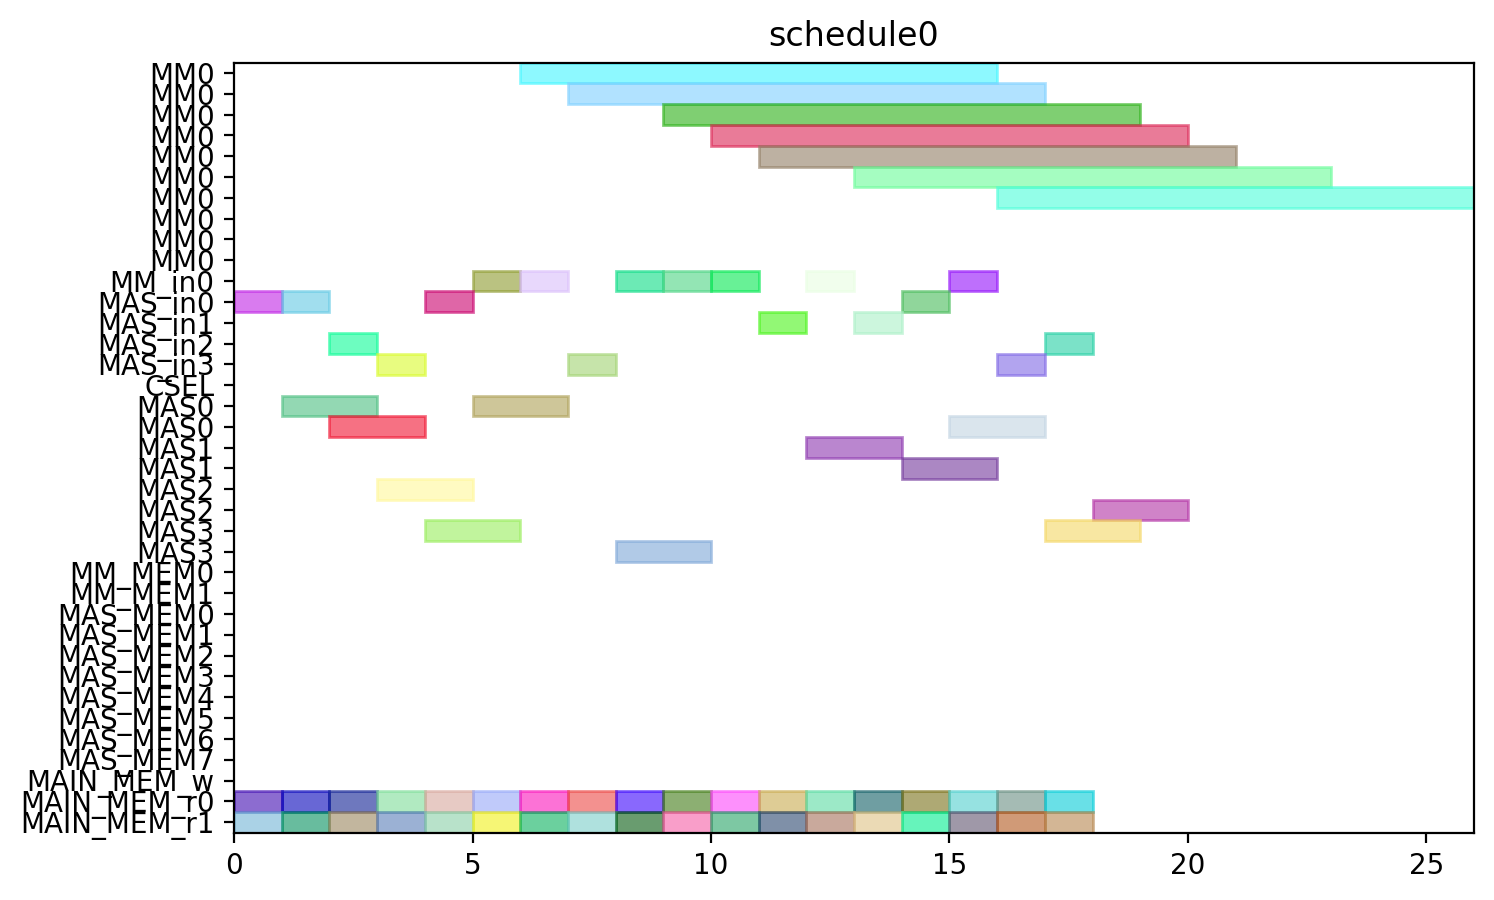 schedule0
MM0
MM0
MM0
MM0
MM0
MM0
MM0
MM0
MM0
MM0
MM_in0
MAS_in0
MAS_in1
MAS_in2
MAS_in3
CSEL
MAS0
MAS0
MAS1
MAS1
MAS2
MAS2
MAS3
MAS3
MM_MEM0
MM_MEM1
MAS_MEM0
MAS_MEM1
MAS_MEM2
MAS_MEM3
MAS_MEM4
MAS_MEM5
MAS_MEM6
MAS_MEM7
MAIN_MEM_w
MAIN_MEM_r0
MAIN_MEM_r1
0 5 10 15 20 25